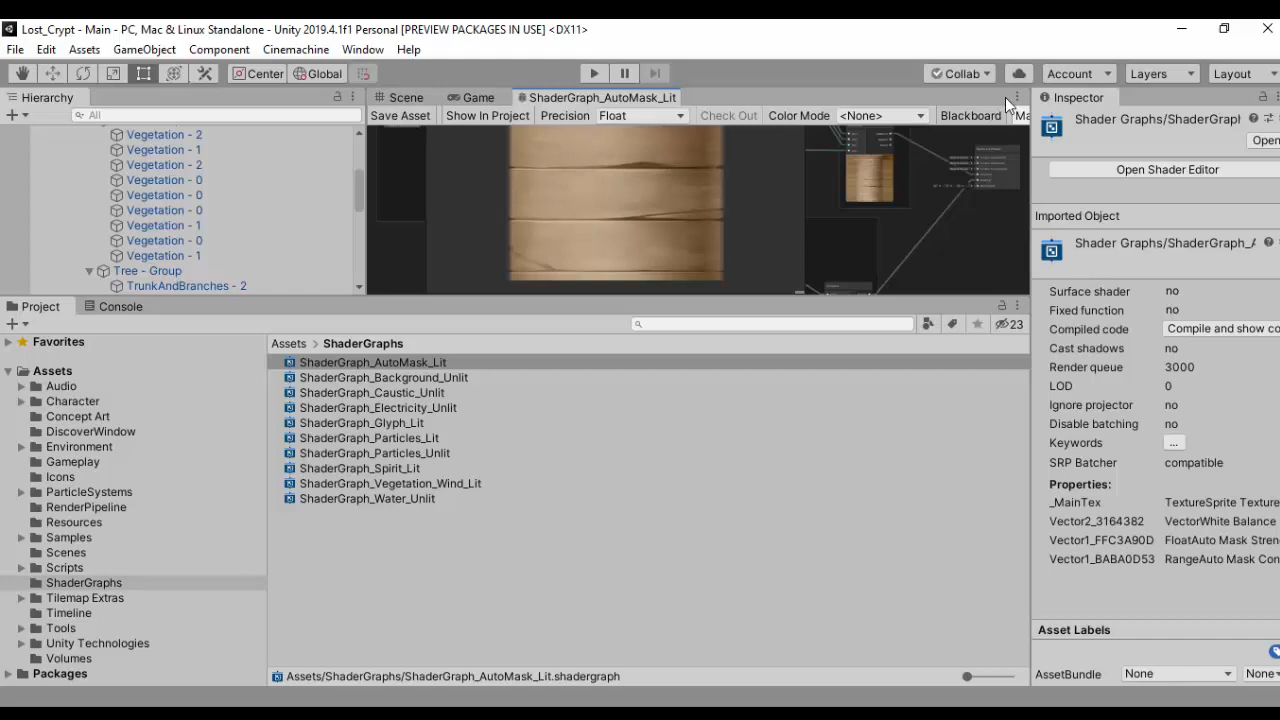 Lost_Crypt - Main - PC, Mac & Linux Standalone - Unity 2019.4.1f1 Personal [PREVIEW PACKAGES IN USE] <DX11>
File Edit Assets GameObject Component Cinemachine Window Help
Center Global Collab Account Layers Layout
Hierarchy Scene Game ShaderGraph_AutoMask_Lit Inspector
All Save Asset Show In Project Precision Float Check Out Color Mode <None> Blackboard Ma Shader Graphs/ShaderGraph
Vegetation - 2
Open
Vegetation - 1
Vegetation - 2
Open Shader Editor
Vegetation - 0
Vegetation - 0
Vegetation - 0
Imported Object
Vegetation - 1
Vegetation - 0
Shader Graphs/ShaderGraph_A
Vegetation - 1
Tree - Group
TrunkAndBranches - 2
Surface shader no
Fixed function no
Project Console
Compiled code Compile and show co
23
Cast shadows no
Favorites
Assets > ShaderGraphs
Render queue 3000
Assets
ShaderGraph_AutoMask_Lit
Audio
ShaderGraph_Background_Unlit
LOD 0
Character
ShaderGraph_Caustic_Unlit
Ignore projector no
Concept Art
ShaderGraph_Electricity_Unlit
Disable batching no
DiscoverWindow
ShaderGraph_Glyph_Lit
Environment
ShaderGraph_Particles_Lit
Keywords ...
Gameplay
ShaderGraph_Particles_Unlit
SRP Batcher compatible
Icons
ShaderGraph_Spirit_Lit
Properties:
ParticleSystems
ShaderGraph_Vegetation_Wind_Lit
_MainTex TextureSprite Texture
RenderPipeline
ShaderGraph_Water_Unlit
Resources
Vector2_3164382 VectorWhite Balance
Samples
Vector1_FFC3A90D FloatAuto Mask Stren
Scenes
Vector1_BABA0D53 RangeAuto Mask Con
Scripts
ShaderGraphs
Tilemap Extras
Timeline
Tools
Asset Labels
Unity Technologies
Volumes
Packages
Assets/ShaderGraphs/ShaderGraph_AutoMask_Lit.shadergraph
AssetBundle None None